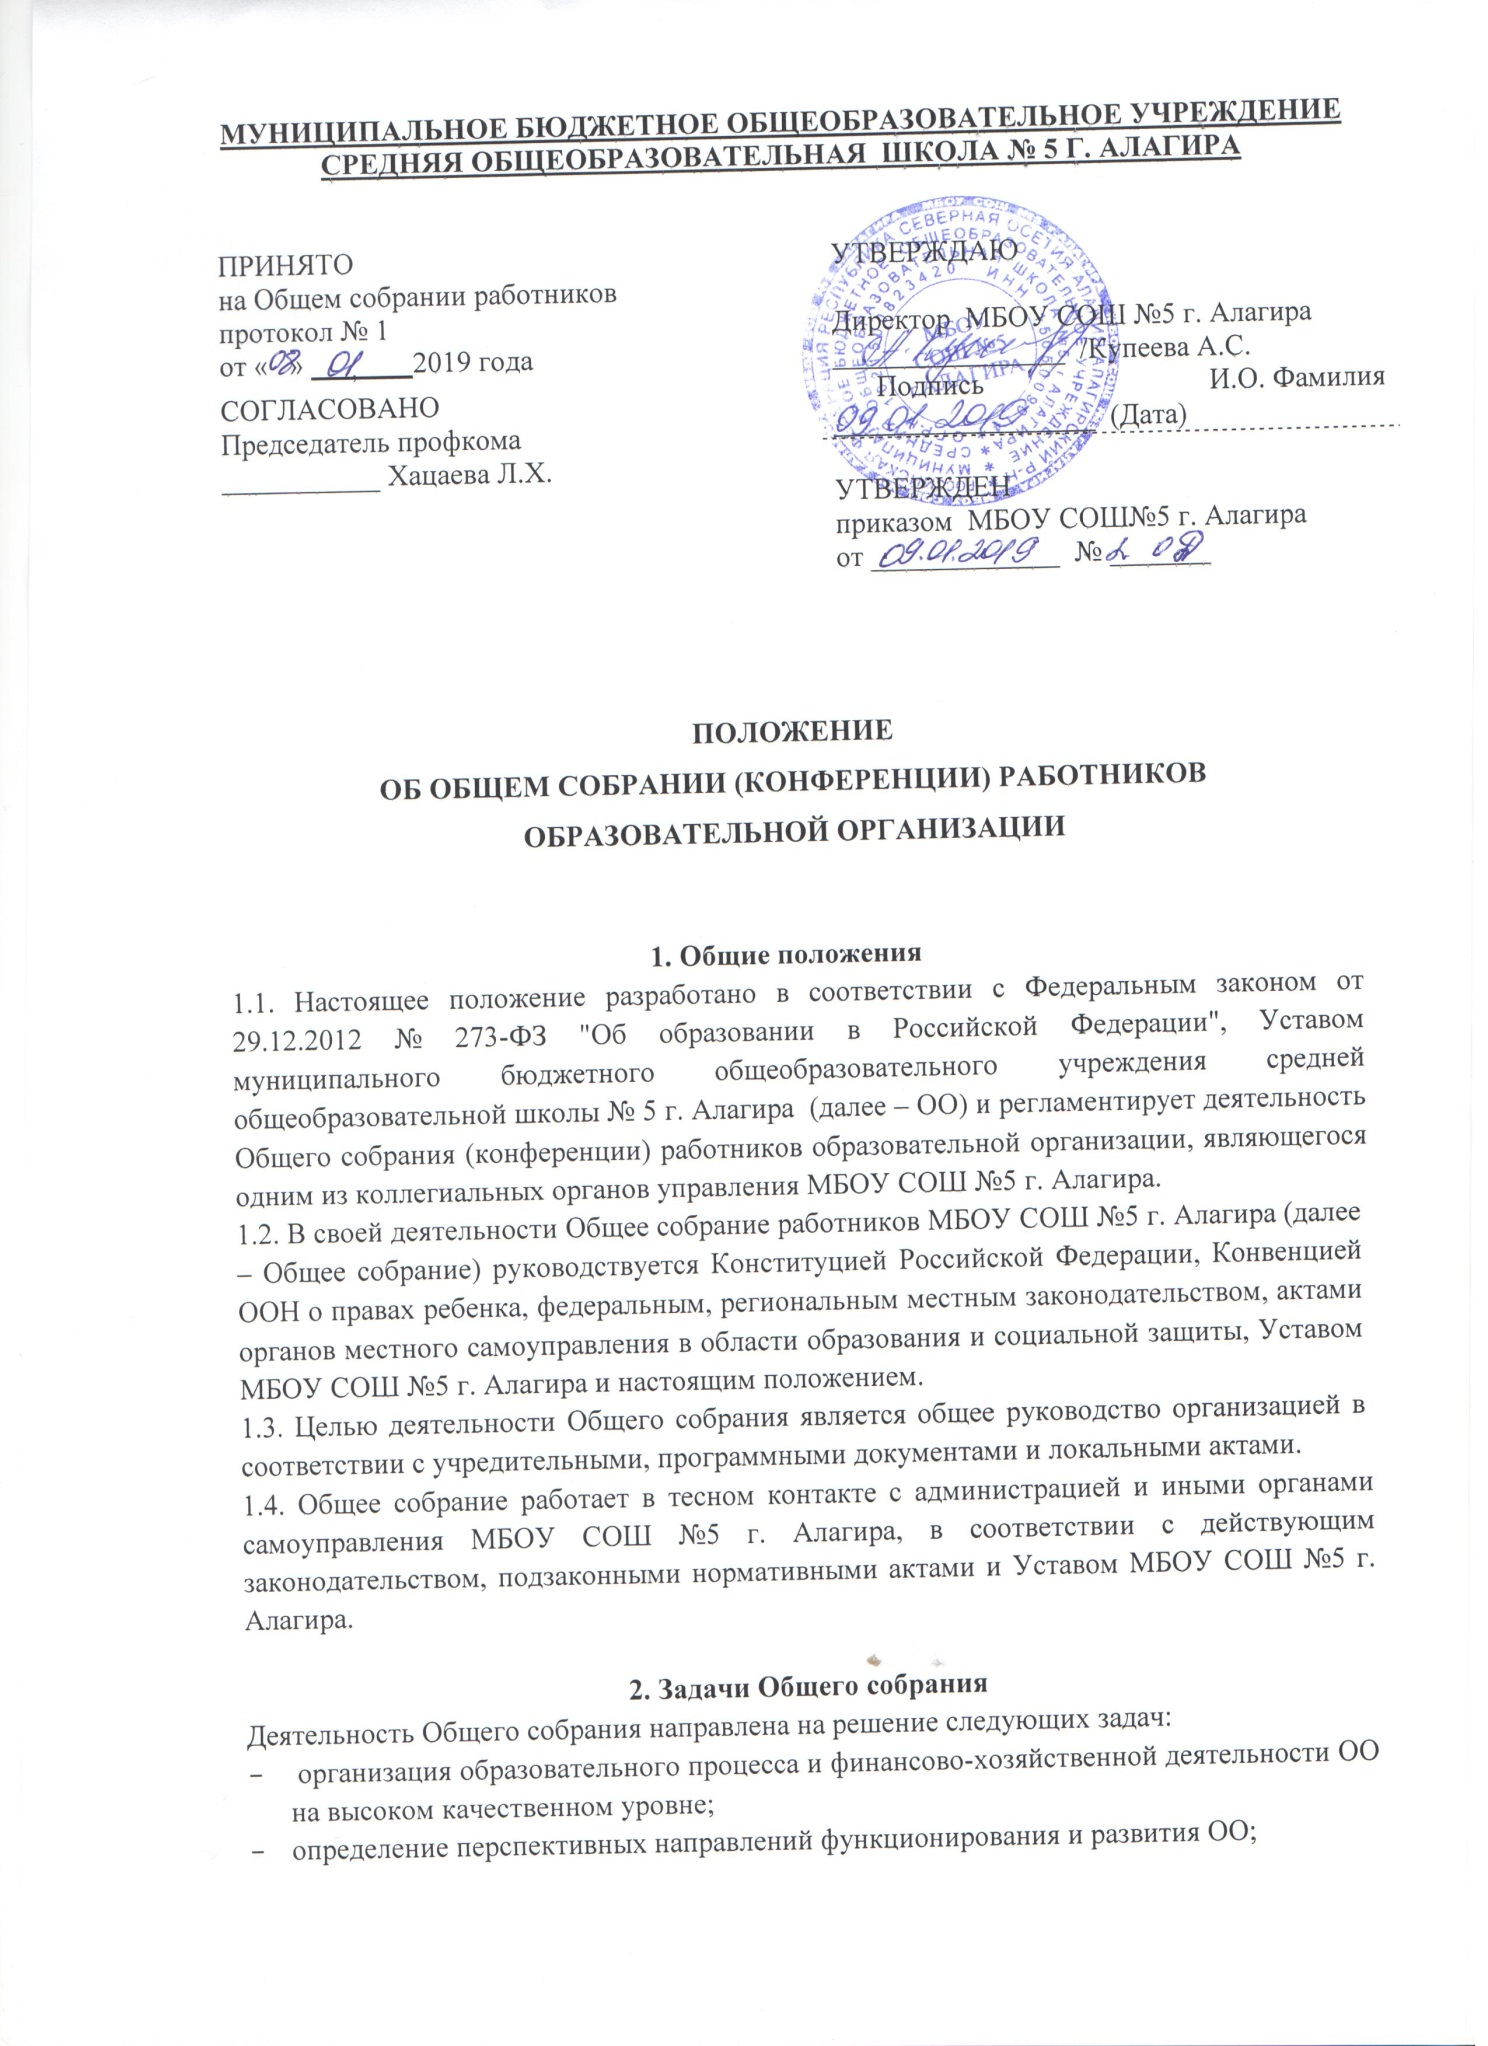 МУНИЦИПАЛЬНОЕ БЮДЖЕТНОЕ ОБЩЕОБРАЗОВАТЕЛЬНОЕ УЧРЕЖДЕНИЕ
СРЕДНЯЯ ОБЩЕОБРАЗОВАТЕЛЬНАЯ ШКОЛА № 5 Г. АЛАГИРА
ПРИНЯТО
на Общем собрании работников
протокол № 1
от « » 01. 2019 года
СОГЛАСОВАНО
Председатель профкома
___________ Хацаева Л.Х.
УТВЕРЖДАЮ
Директор МБОУ СОШ №5 г. Алагира
________________ /Купеева А.С.
Подпись И.О. Фамилия
09.01.2019 (Дата)
МБОУ
СОШ №5
АЛАГИРА
УТВЕРЖДЕН
приказом МБОУ СОШ№5 г. Алагира
от 09.01.2019 №
ПОЛОЖЕНИЕ
ОБ ОБЩЕМ СОБРАНИИ (КОНФЕРЕНЦИИ) РАБОТНИКОВ
ОБРАЗОВАТЕЛЬНОЙ ОРГАНИЗАЦИИ
1. Общие положения
1.1. Настоящее положение разработано в соответствии с Федеральным законом от
29.12.2012 № 273-ФЗ "Об образовании в Российской Федерации", Уставом
муниципального бюджетного общеобразовательного учреждения средней
общеобразовательной школы № 5 г. Алагира (далее – ОО) и регламентирует деятельность
Общего собрания (конференции) работников образовательной организации, являющегося
одним из коллегиальных органов управления МБОУ СОШ №5 г. Алагира.
1.2. В своей деятельности Общее собрание работников МБОУ СОШ №5 г. Алагира (далее
– Общее собрание) руководствуется Конституцией Российской Федерации, Конвенцией
ООН о правах ребенка, федеральным, региональным местным законодательством, актами
органов местного самоуправления в области образования и социальной защиты, Уставом
МБОУ СОШ №5 г. Алагира и настоящим положением.
1.3. Целью деятельности Общего собрания является общее руководство организацией в
соответствии с учредительными, программными документами и локальными актами.
1.4. Общее собрание работает в тесном контакте с администрацией и иными органами
самоуправления МБОУ СОШ №5 г. Алагира, в соответствии с действующим
законодательством, подзаконными нормативными актами и Уставом МБОУ СОШ №5 г.
Алагира.
2. Задачи Общего собрания
Деятельность Общего собрания направлена на решение следующих задач:
− организация образовательного процесса и финансово-хозяйственной деятельности ОО
на высоком качественном уровне;
− определение перспективных направлений функционирования и развития ОО;